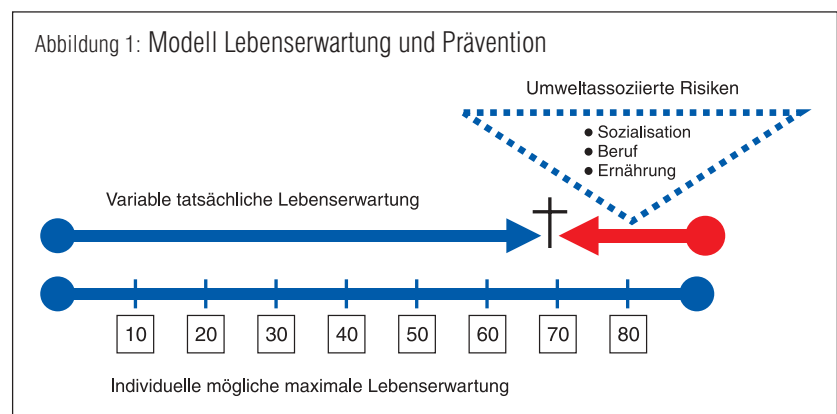 Abbildung 1: Modell Lebenserwartung und Prävention
Umweltassoziierte Risiken
● Sozialisation
● Beruf
● Ernährung
Variable tatsächliche Lebenserwartung
10 20 30 40 50 60 70 80
Individuelle mögliche maximale Lebenserwartung